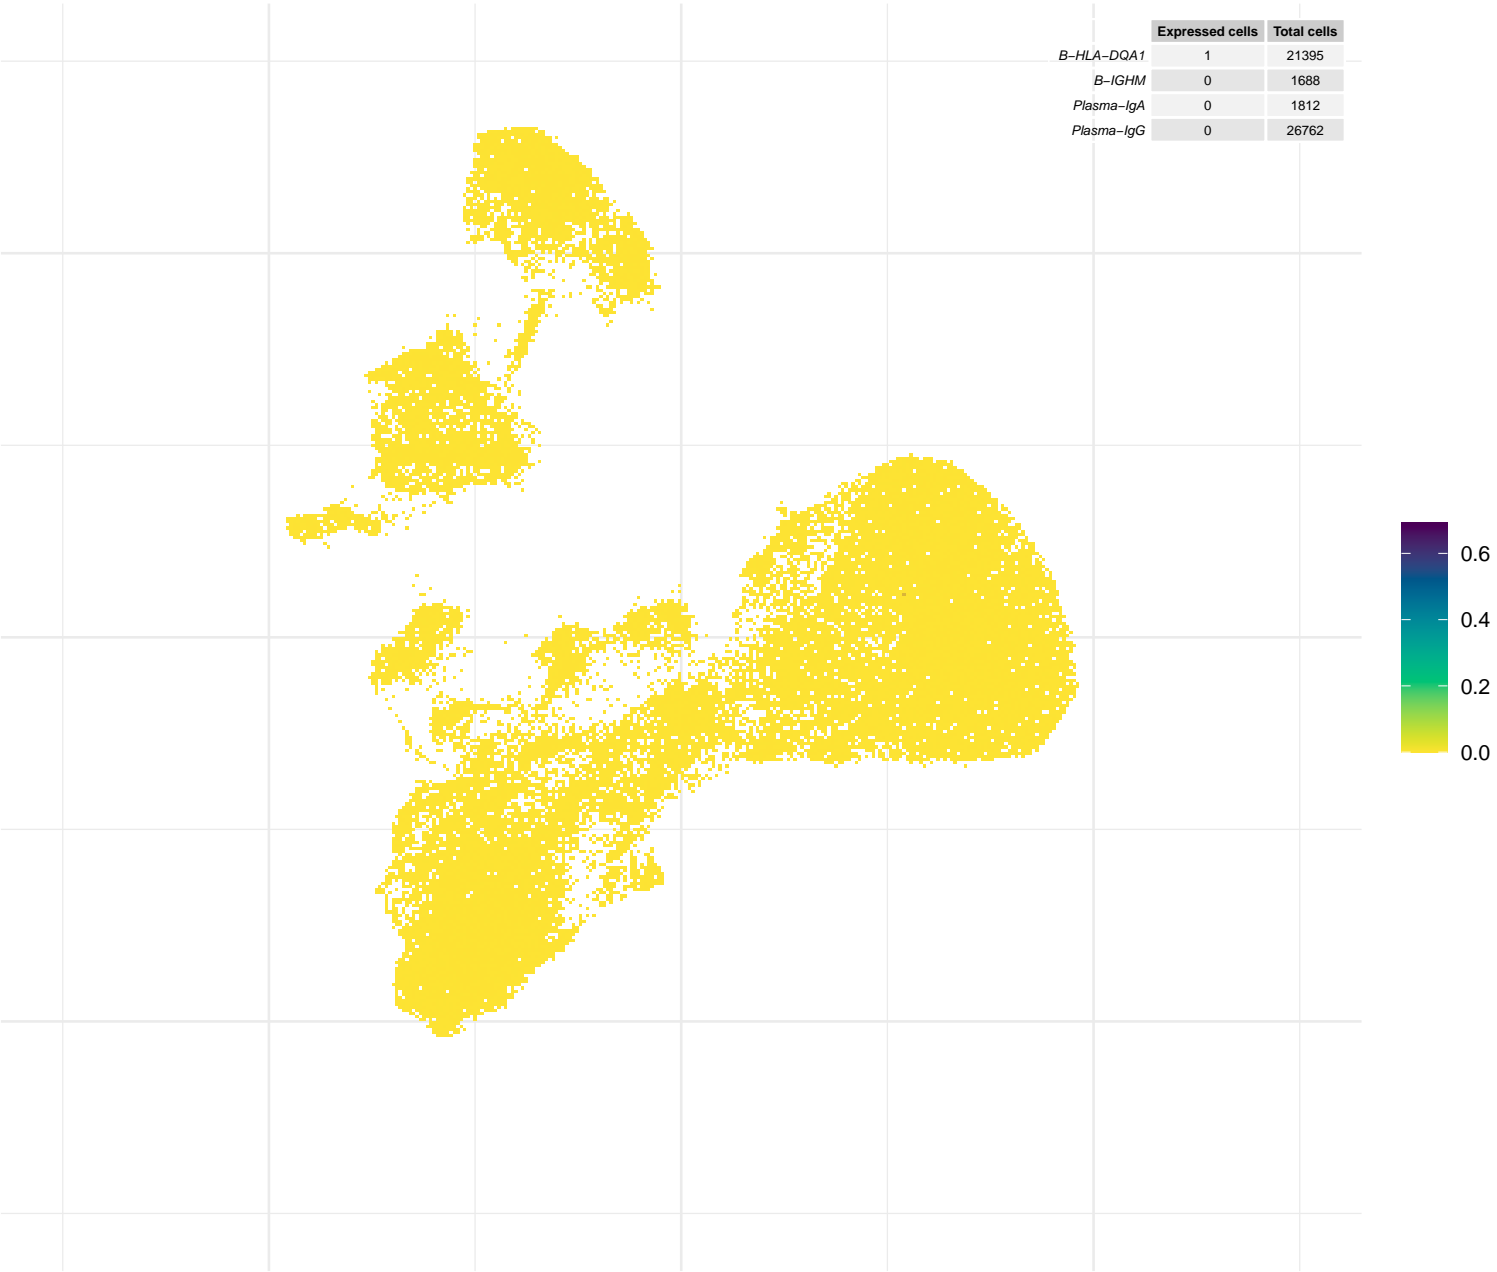 Expressed cells Total cells
B−HLA−DQA1 1 21395
B−IGHM 0 1688
Plasma−IgA 0 1812
Plasma−IgG 0 26762
0.6
0.4
0.2
0.0